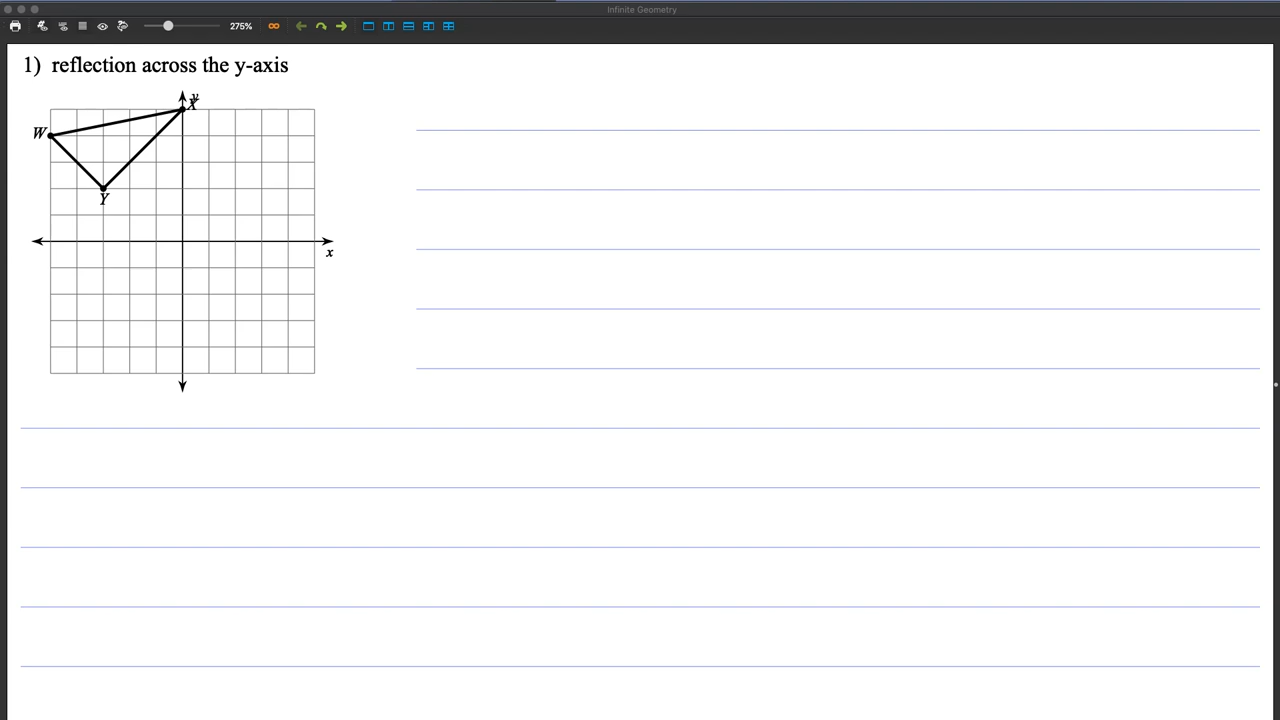 Infinite Geometry
275%
1) reflection across the y-axis
y
X
W
Y
x